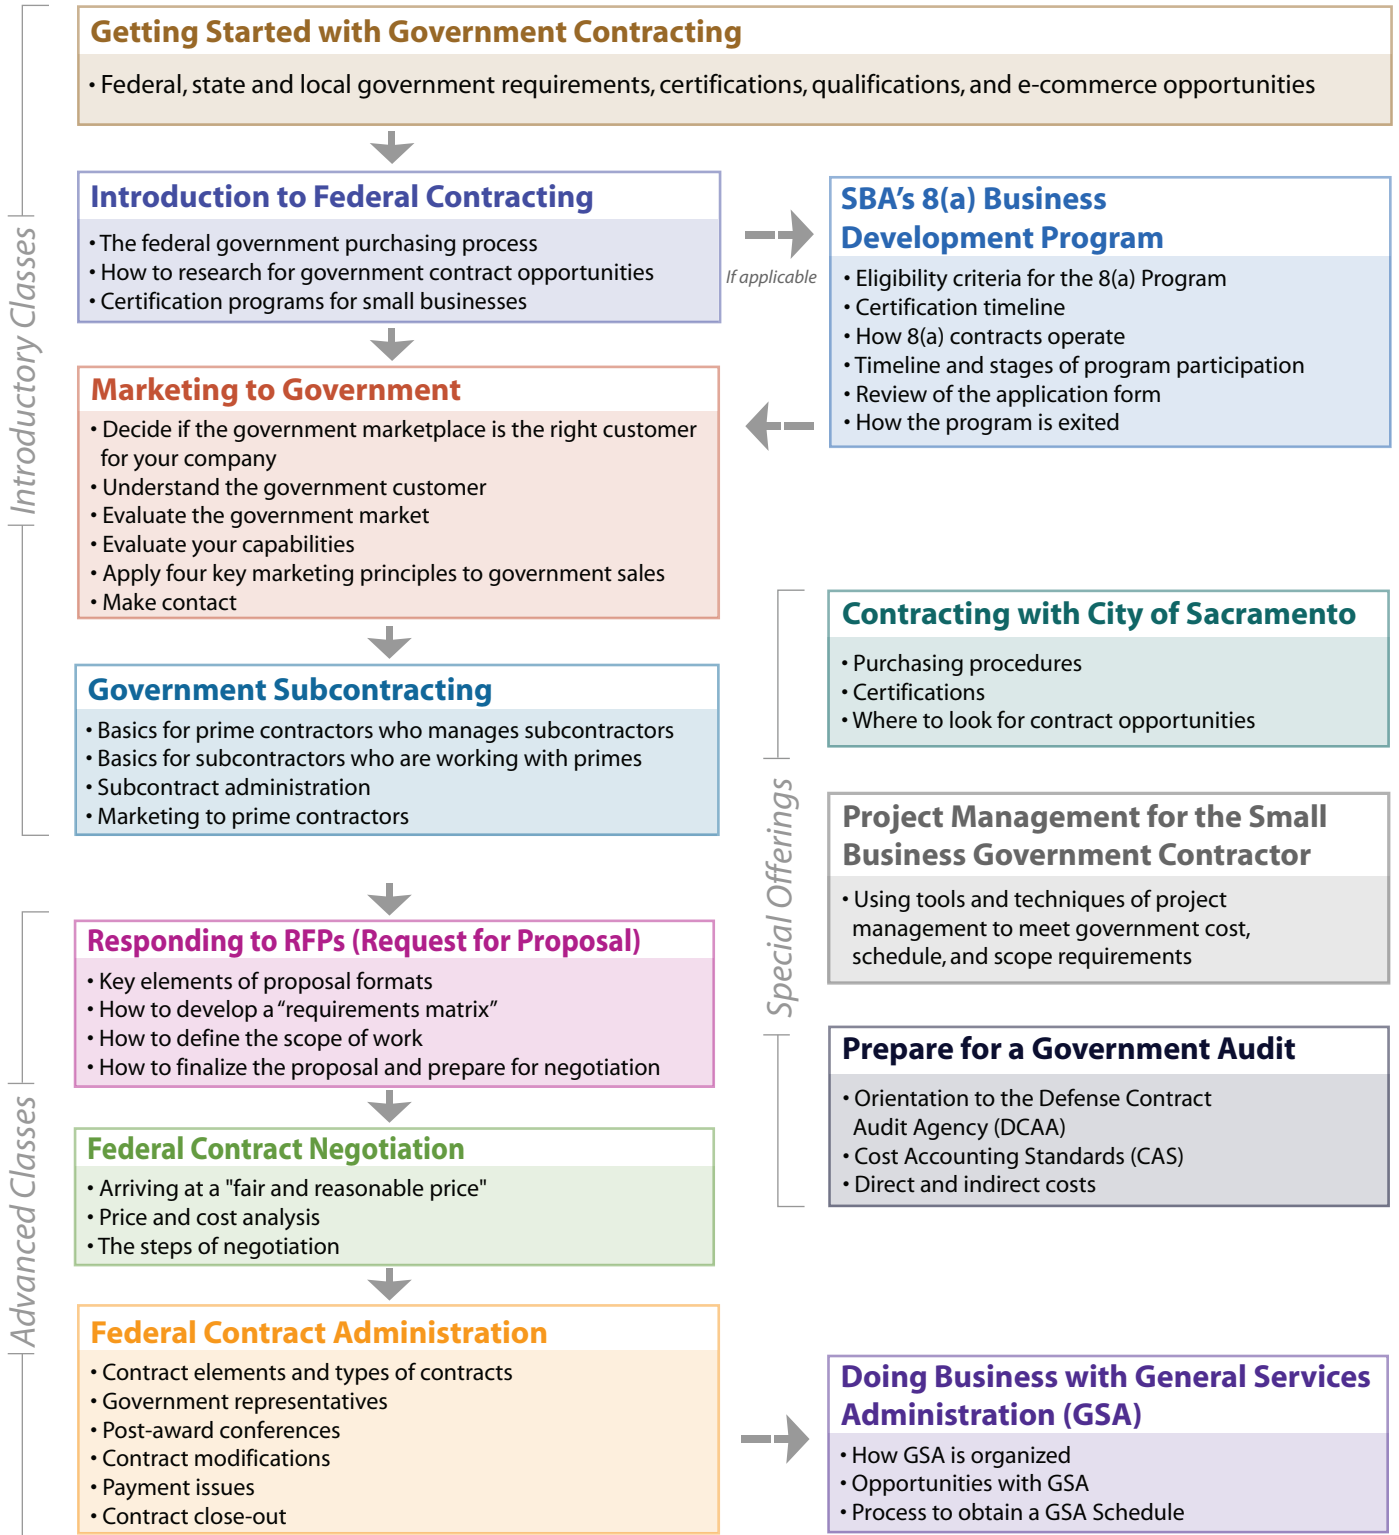 Getting Started with Government Contracting
• Federal, state and local government requirements, certifications, qualifications, and e-commerce opportunities
Introductory Classes
Introduction to Federal Contracting
• The federal government purchasing process
• How to research for government contract opportunities
• Certification programs for small businesses
If applicable
SBA’s 8(a) Business
Development Program
• Eligibility criteria for the 8(a) Program
• Certification timeline
• How 8(a) contracts operate
• Timeline and stages of program participation
• Review of the application form
• How the program is exited
Marketing to Government
• Decide if the government marketplace is the right customer
for your company
• Understand the government customer
• Evaluate the government market
• Evaluate your capabilities
• Apply four key marketing principles to government sales
• Make contact
Government Subcontracting
• Basics for prime contractors who manages subcontractors
• Basics for subcontractors who are working with primes
• Subcontract administration
• Marketing to prime contractors
Special Offerings
Contracting with City of Sacramento
• Purchasing procedures
• Certifications
• Where to look for contract opportunities
Project Management for the Small
Business Government Contractor
• Using tools and techniques of project
management to meet government cost,
schedule, and scope requirements
Prepare for a Government Audit
• Orientation to the Defense Contract
Audit Agency (DCAA)
• Cost Accounting Standards (CAS)
• Direct and indirect costs
Advanced Classes
Responding to RFPs (Request for Proposal)
• Key elements of proposal formats
• How to develop a “requirements matrix”
• How to define the scope of work
• How to finalize the proposal and prepare for negotiation
Federal Contract Negotiation
• Arriving at a "fair and reasonable price"
• Price and cost analysis
• The steps of negotiation
Federal Contract Administration
• Contract elements and types of contracts
• Government representatives
• Post-award conferences
• Contract modifications
• Payment issues
• Contract close-out
Doing Business with General Services
Administration (GSA)
• How GSA is organized
• Opportunities with GSA
• Process to obtain a GSA Schedule